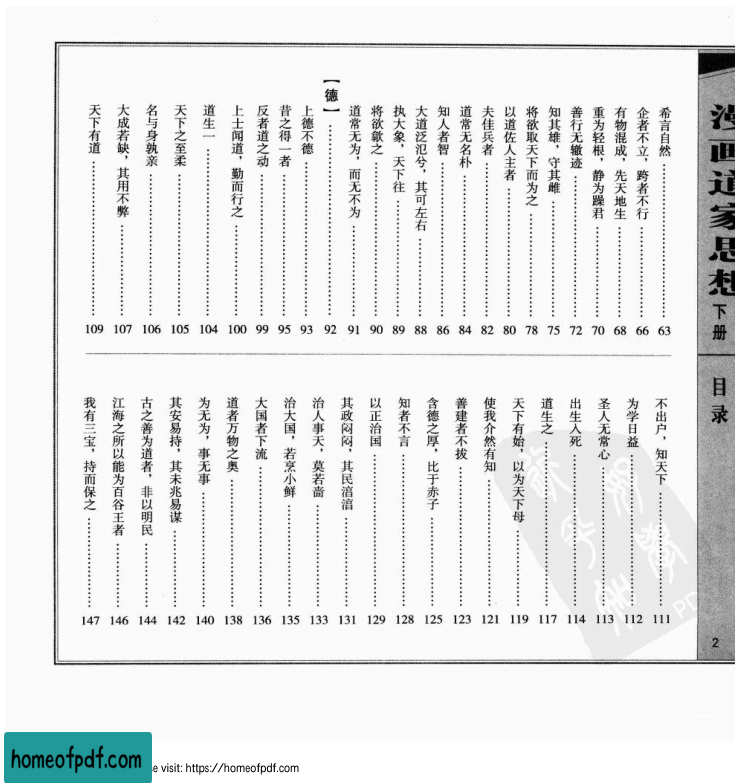 漫画道家思想
下册
目录
2
希言自然 63
企者不立，跨者不行 66
有物混成，先天地生 68
重为轻根，静为躁君 70
善行无辙迹 72
知其雄，守其雌 75
将欲取天下而为之 78
以道佐人主者 80
夫佳兵者 82
道常无名朴 84
知人者智 86
大道泛氾兮，其可左右 88
执大象，天下往 89
将欲歙之 90
道常无为，而无不为 91
【德】 92
上德不德 93
昔之得一者 95
反者道之动 99
上士闻道，勤而行之 100
道生一 104
天下之至柔 105
名与身孰亲 106
大成若缺，其用不弊 107
天下有道 109
不出户，知天下 111
为学日益 112
圣人无常心 113
出生入死 114
道生之 117
天下有始，以为天下母 119
使我介然有知 121
善建者不拔 123
含德之厚，比于赤子 125
知者不言 128
以正治国 129
其政闷闷，其民淳淳 131
治人事天，莫若啬 133
治大国，若烹小鲜 135
大国者下流 136
道者万物之奥 138
为无为，事无事 140
其安易持，其未兆易谋 142
古之善为道者，非以明民 144
江海之所以能为百谷王者 146
我有三宝，持而保之 147
PD
homeofpdf.com
e visit: https://homeofpdf.com